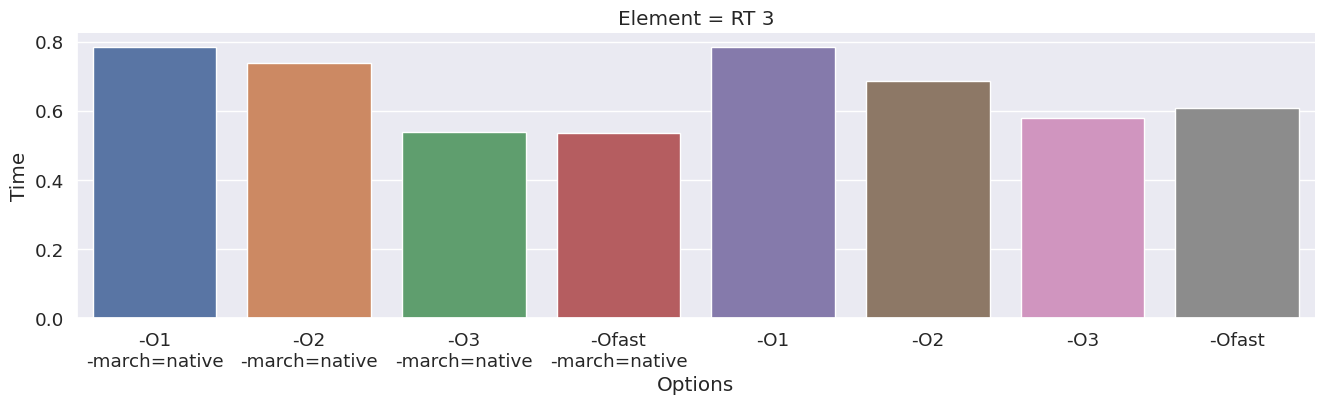 Element = RT 3
Time
0.8
0.6
0.4
0.2
0.0
-O1
-march=native
-O2
-march=native
-O3
-march=native
-Ofast
-march=native
-O1
-O2
-O3
-Ofast
Options